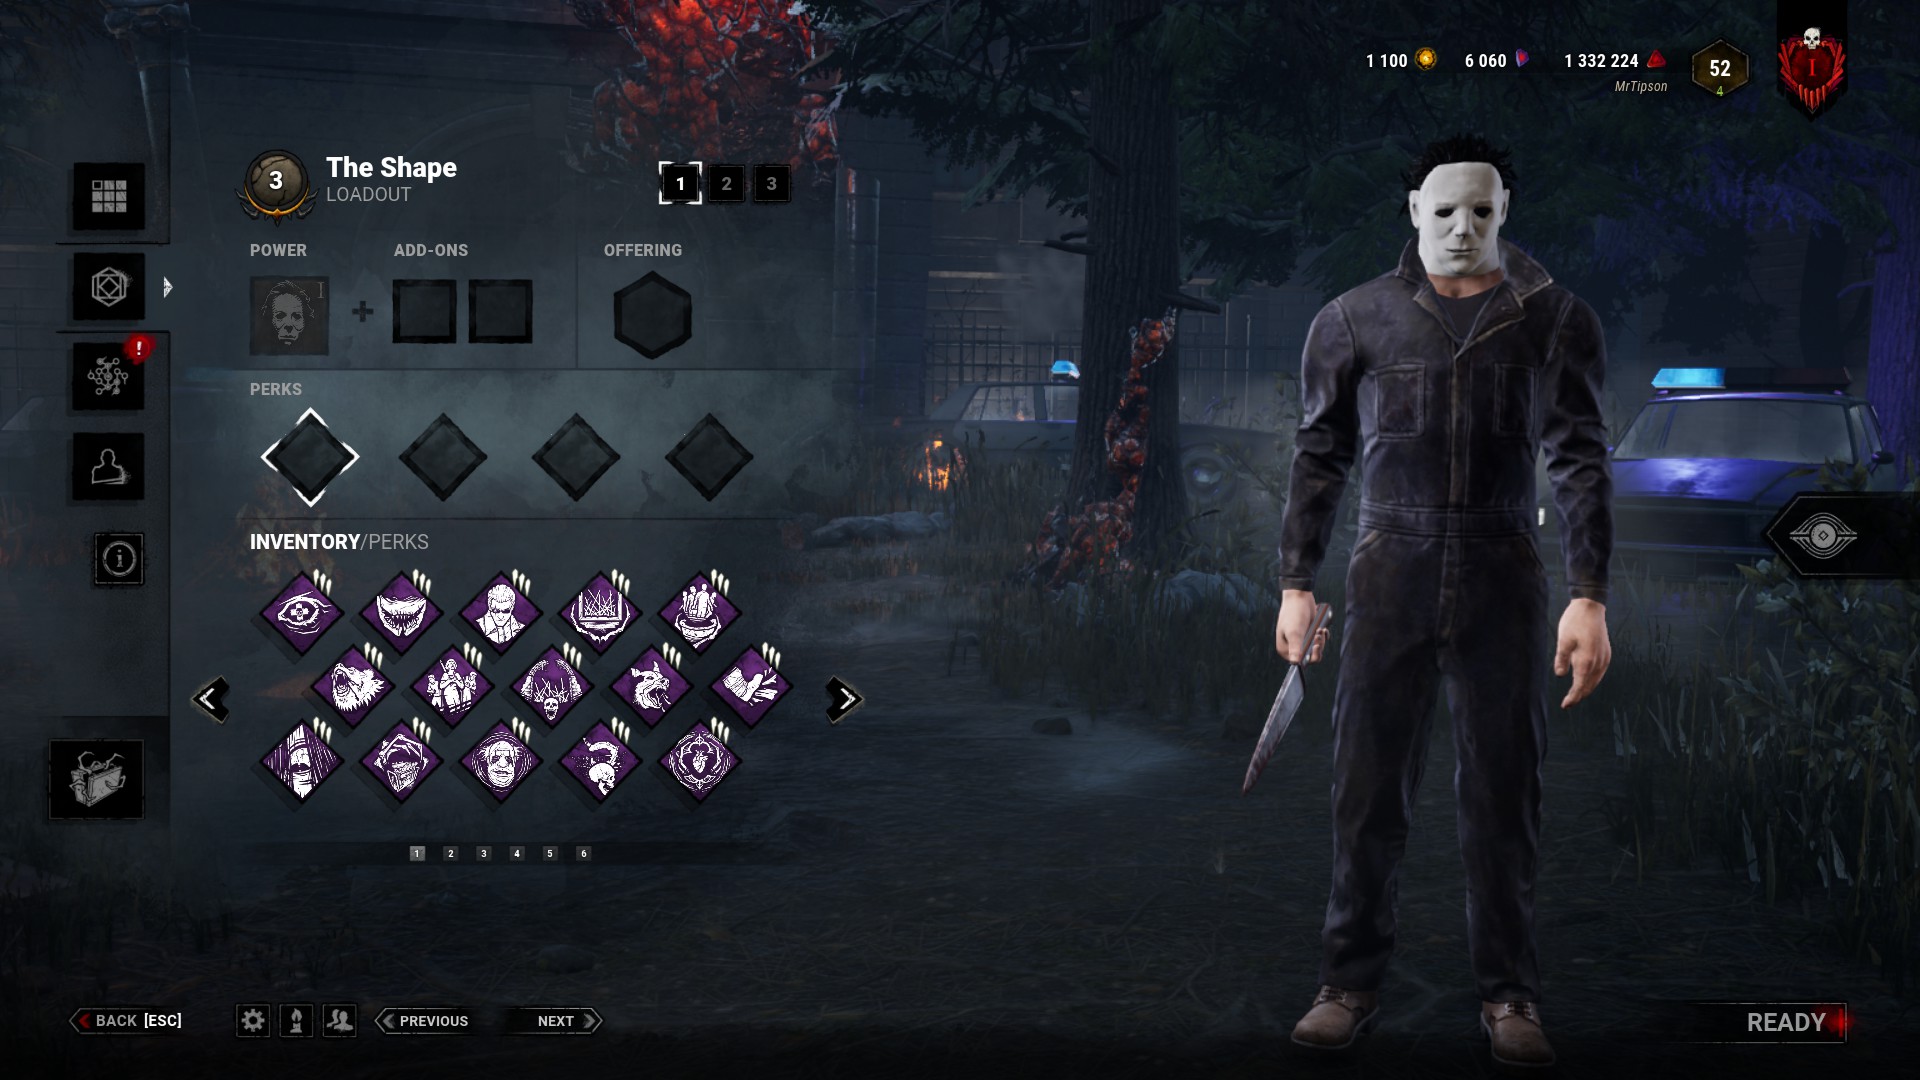 1 100
6 060
1 332 224
52
4
I
MrTipson
3
The Shape
LOADOUT
1
2
3
POWER
ADD-ONS
OFFERING
I
!
PERKS
INVENTORY/PERKS
1
2
3
4
5
6
BACK [ESC]
PREVIOUS
NEXT
READY